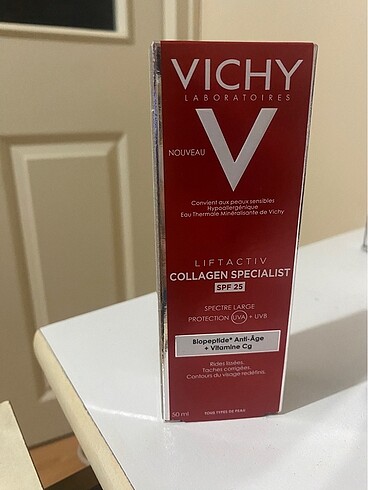 VICHY
LABORATOIRES
V
NOUVEAU
Convient aux peaux sensibles
Hypoallergénique
Eau Thermale Minéralisante de Vichy
LIFTACTIV
COLLAGEN SPECIALIST
SPF 25
SPECTRE LARGE
PROTECTION UVA + UVB
Biopeptide* Anti-Âge
+ Vitamine Cg
Rides lissées.
Taches corrigées.
Contours du visage redéfinis.
50 ml TOUS TYPES DE PEAU